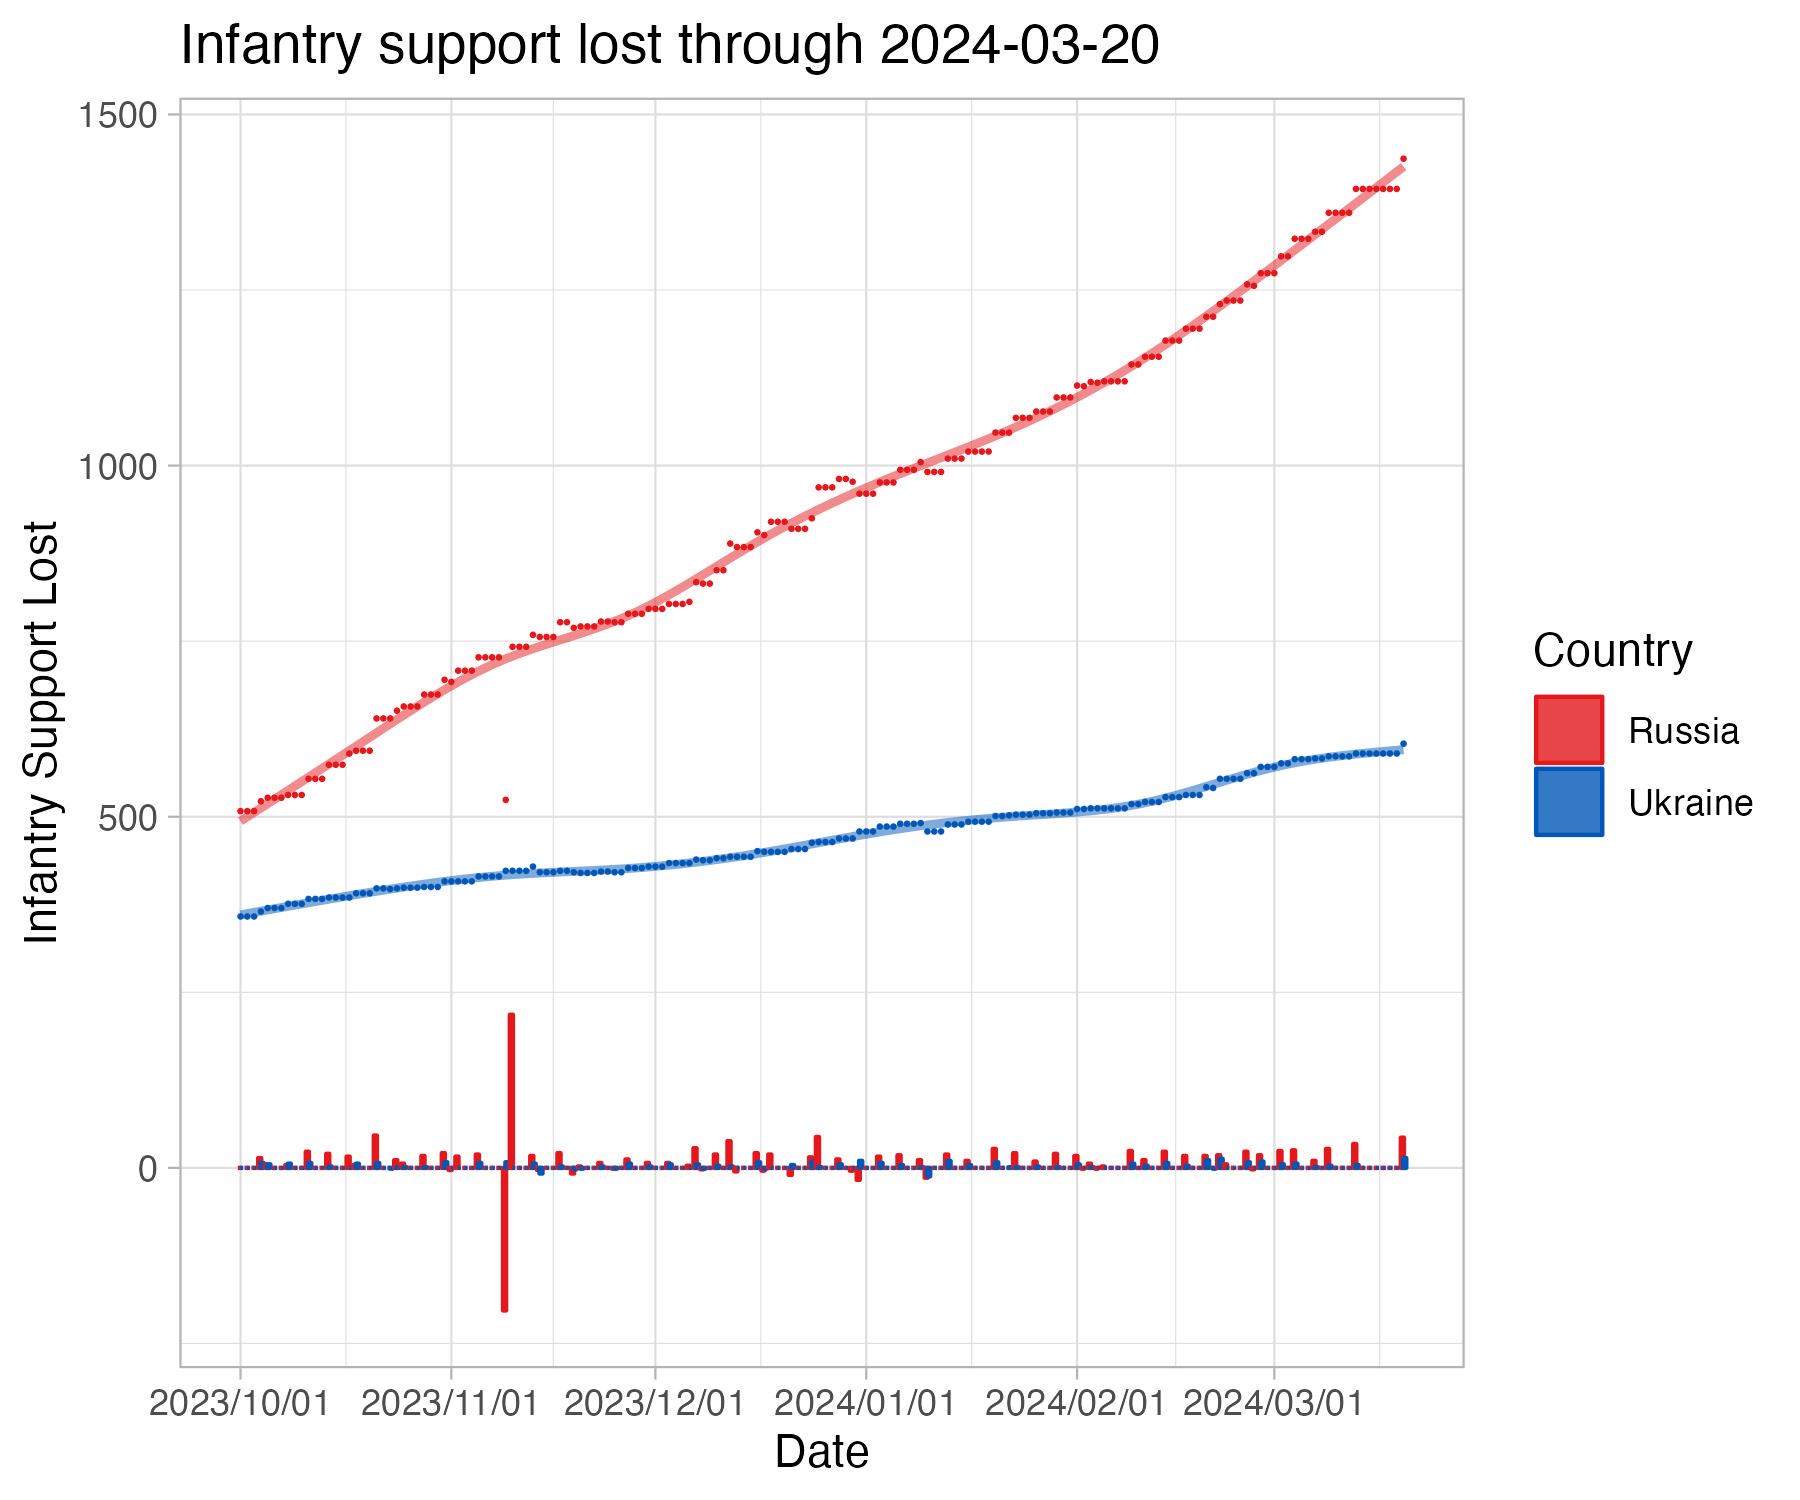 Infantry support lost through 2024-03-20
Infantry Support Lost
1500
1000
500
0
2023/10/01
2023/11/01
2023/12/01
2024/01/01
2024/02/01
2024/03/01
Date
Country
Russia
Ukraine